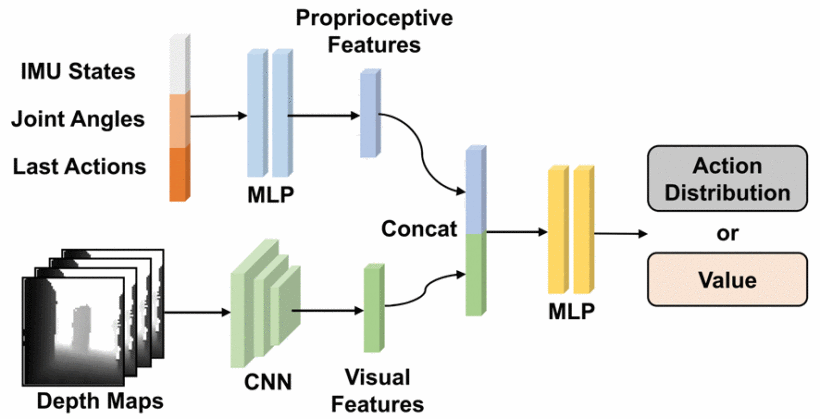 Proprioceptive
Features
IMU States
Joint Angles
Last Actions
MLP
Concat
Action
Distribution
or
Value
MLP
Depth Maps
CNN
Visual
Features